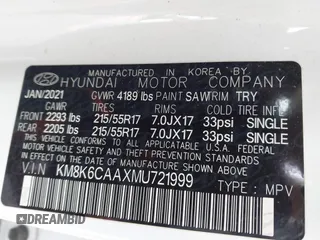 MANUFACTURED IN KOREA BY
HYUNDAI MOTOR COMPANY
JAN/2021 GVWR 4189 lbs PAINT SAW TRIM TRY
GAWR TIRES RIMS COLD TIRE INF
FRONT 2293 lbs 215/55R17 7.0JX17 33psi SINGLE
REAR 2205 lbs 215/55R17 7.0JX17 33psi SINGLE
THIS VEHICLE CONFORMS TO ALL APPLICABLE FEDERAL
MOTOR VEHICLE SAFETY, BUMPER, AND THEFT PREVENTION
STANDARDS IN EFFECT ON THE DATE OF
MANUFACTURE SHOWN ABOVE
V.I.N KM8K6CAAXMU721999 TYPE: MPV
DREAMBID